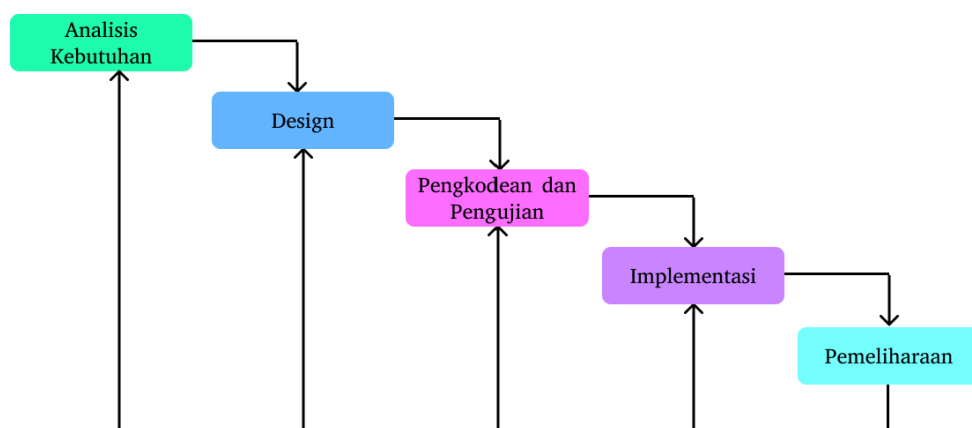 Analisis
Kebutuhan
Design
Pengkodean dan
Pengujian
Implementasi
Pemeliharaan